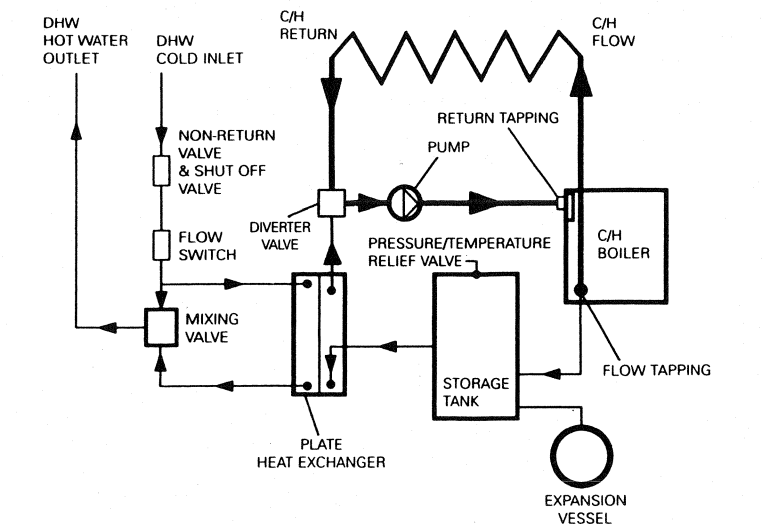 DHW
HOT WATER
OUTLET
DHW
COLD INLET
C/H
RETURN
C/H
FLOW
NON-RETURN
VALVE
& SHUT OFF
VALVE
RETURN TAPPING
PUMP
DIVERTER
VALVE
FLOW
SWITCH
PRESSURE/TEMPERATURE
RELIEF VALVE
C/H
BOILER
MIXING
VALVE
FLOW TAPPING
STORAGE
TANK
PLATE
HEAT EXCHANGER
EXPANSION
VESSEL